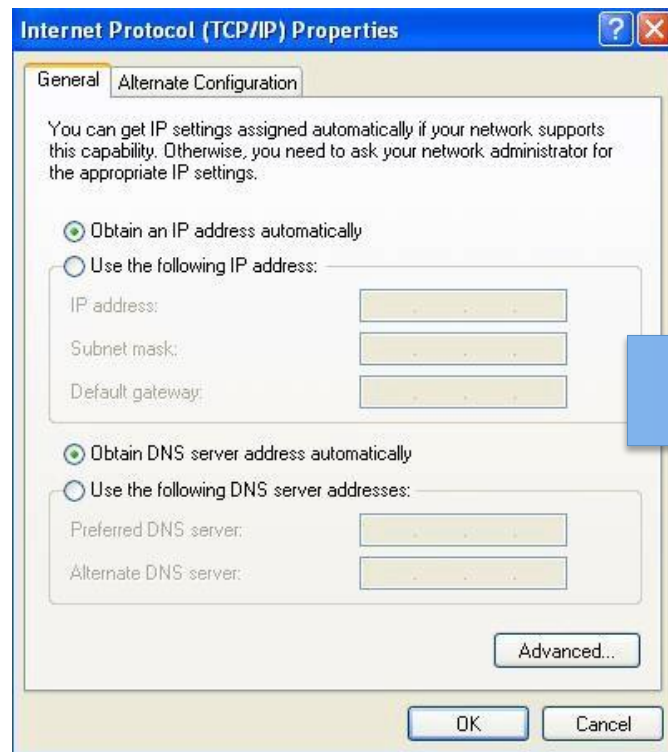 Internet Protocol (TCP/IP) Properties
General
Alternate Configuration
You can get IP settings assigned automatically if your network supports
this capability. Otherwise, you need to ask your network administrator for
the appropriate IP settings.
Obtain an IP address automatically
Use the following IP address:
IP address:
Subnet mask:
Default gateway:
Obtain DNS server address automatically
Use the following DNS server addresses:
Preferred DNS server:
Alternate DNS server:
Advanced...
OK
Cancel